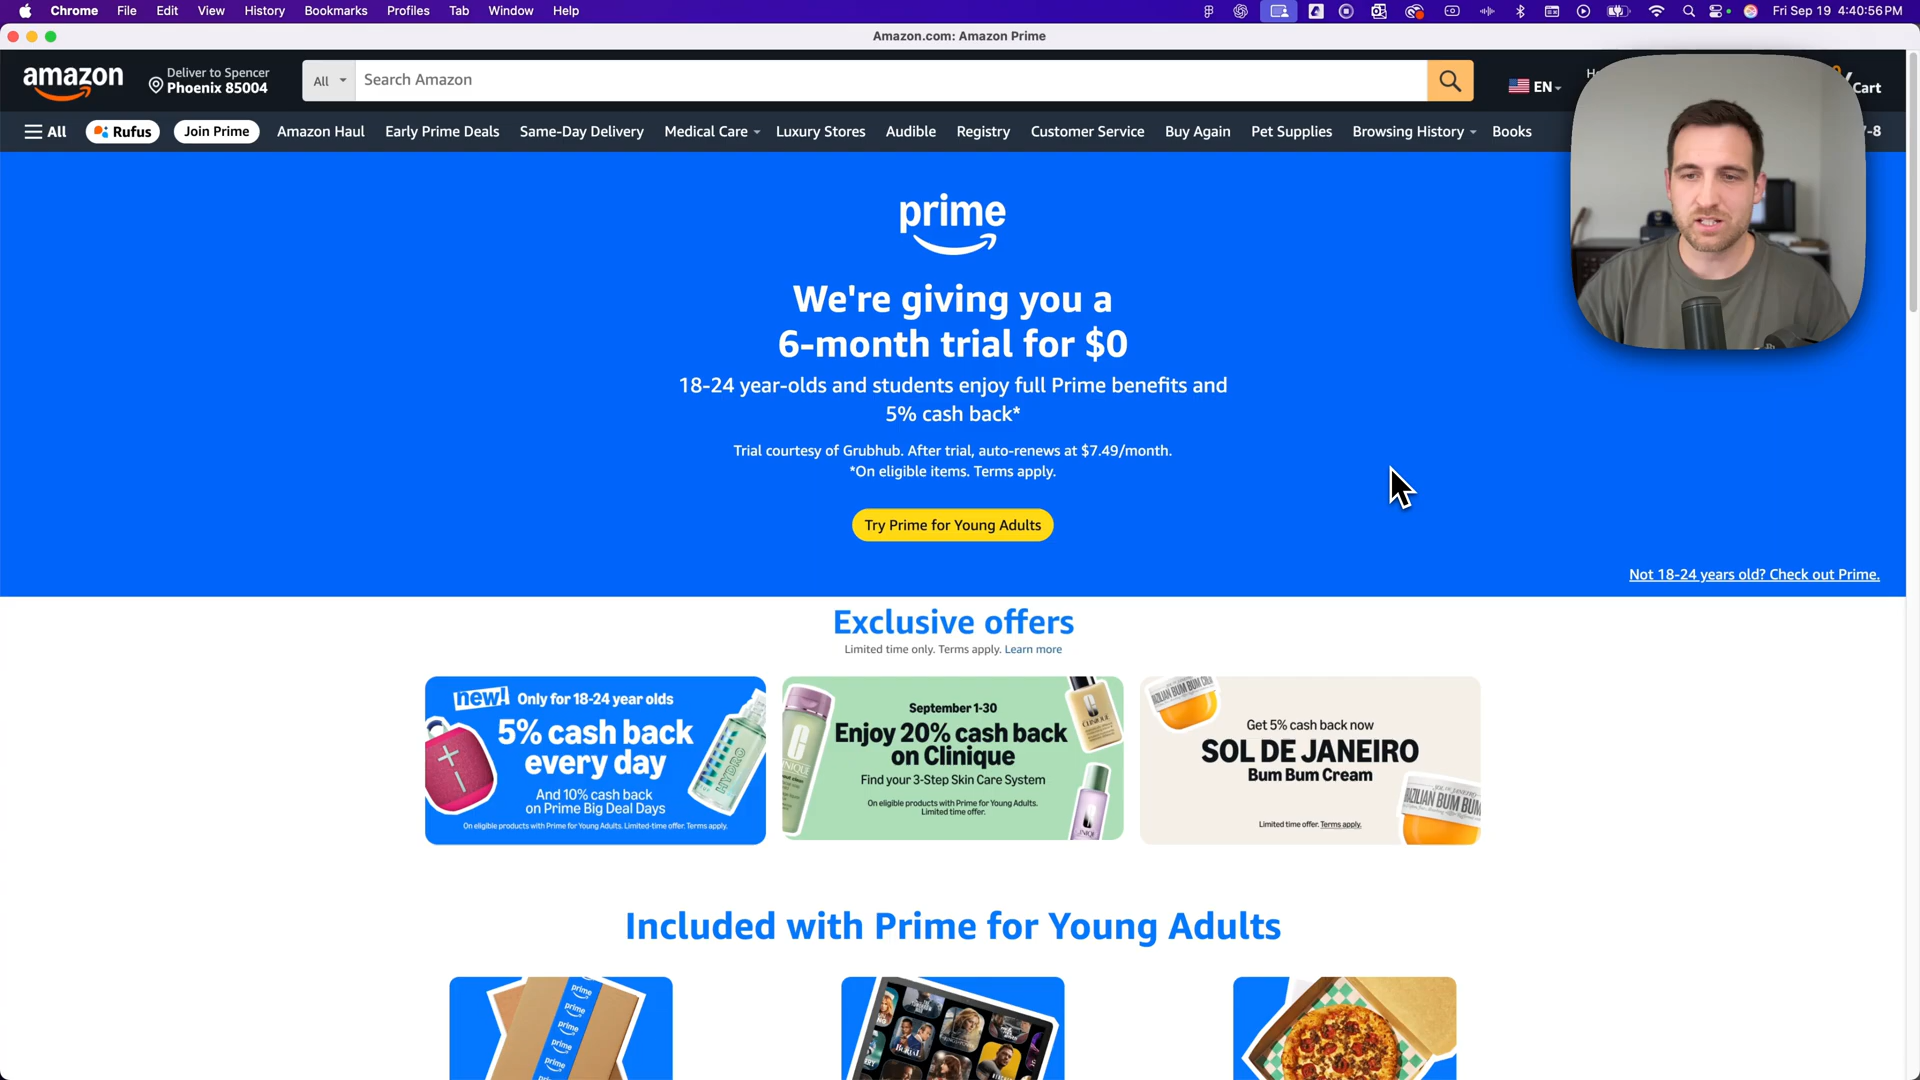 Chrome File Edit View History Bookmarks Profiles Tab Window Help Fri Sep 19 4:40:56 PM
Amazon.com: Amazon Prime
amazon
Deliver to Spencer
Phoenix 85004
All
Search Amazon
EN
Cart
All Rufus Join Prime Amazon Haul Early Prime Deals Same-Day Delivery Medical Care Luxury Stores Audible Registry Customer Service Buy Again Pet Supplies Browsing History Books
prime
We're giving you a
6-month trial for $0
18-24 year-olds and students enjoy full Prime benefits and
5% cash back*
Trial courtesy of Grubhub. After trial, auto-renews at $7.49/month.
*On eligible items. Terms apply.
Try Prime for Young Adults
Not 18-24 years old? Check out Prime.
Exclusive offers
Limited time only. Terms apply. Learn more
new! Only for 18-24 year olds
5% cash back
every day
And 10% cash back
on Prime Big Deal Days
On eligible products with Prime for Young Adults. Limited-time offer. Terms apply.
HYDRO
September 1-30
Enjoy 20% cash back
on Clinique
Find your 3-Step Skin Care System
On eligible products with Prime for Young Adults.
Limited time offer.
CLINIQUE
Get 5% cash back now
SOL DE JANEIRO
Bum Bum Cream
Limited time offer. Terms apply.
Included with Prime for Young Adults
prime
prime
prime
prime
prime